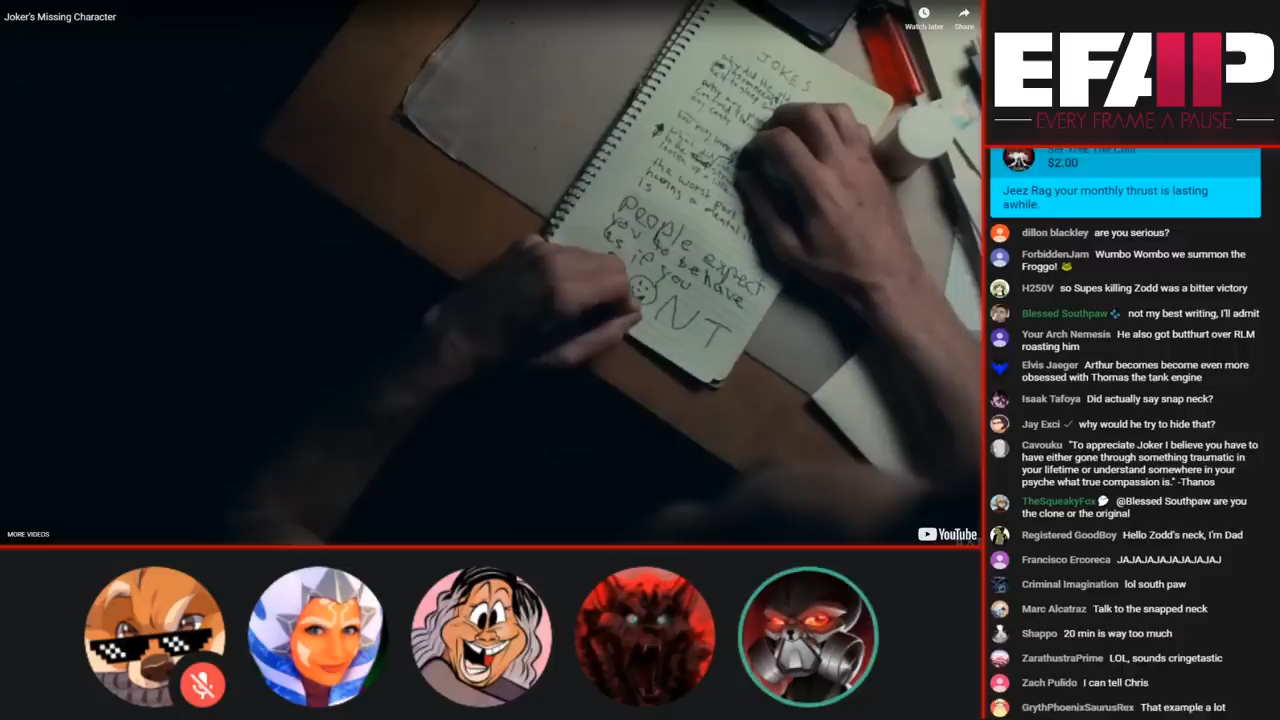 Joker's Missing Character
Watch later
Share
JOKES
the worst part
having a mental
is
people expect
you to behave
as if you
NT
MORE VIDEOS
YouTube
EFAP
EVERY FRAME A PAUSE
$2.00
Jeez Rag your monthly thrust is lasting
awhile.
dillon blackley are you serious?
ForbiddenJam Wumbo Wombo we summon the
Froggo!
H250V so Supes killing Zodd was a bitter victory
Blessed Southpaw not my best writing, I'll admit
Your Arch Nemesis He also got butthurt over RLM
roasting him
Elvis Jaeger Arthur becomes become even more
obsessed with Thomas the tank engine
Isaak Tafoya Did actually say snap neck?
Jay Exci ✓ why would he try to hide that?
Cavouku "To appreciate Joker I believe you have to
have either gone through something traumatic in
your lifetime or understand somewhere in your
psyche what true compassion is." -Thanos
TheSqueakyFox @Blessed Southpaw are you
the clone or the original
Registered GoodBoy Hello Zodd's neck, I'm Dad
Francisco Ercoreca JAJAJAJAJAJAJAJAJ
Criminal Imagination lol south paw
Marc Alcatraz Talk to the snapped neck
Shappo 20 min is way too much
ZarathustraPrime LOL, sounds cringetastic
Zach Pulido I can tell Chris
GrythPhoenixSaurusRex That example a lot